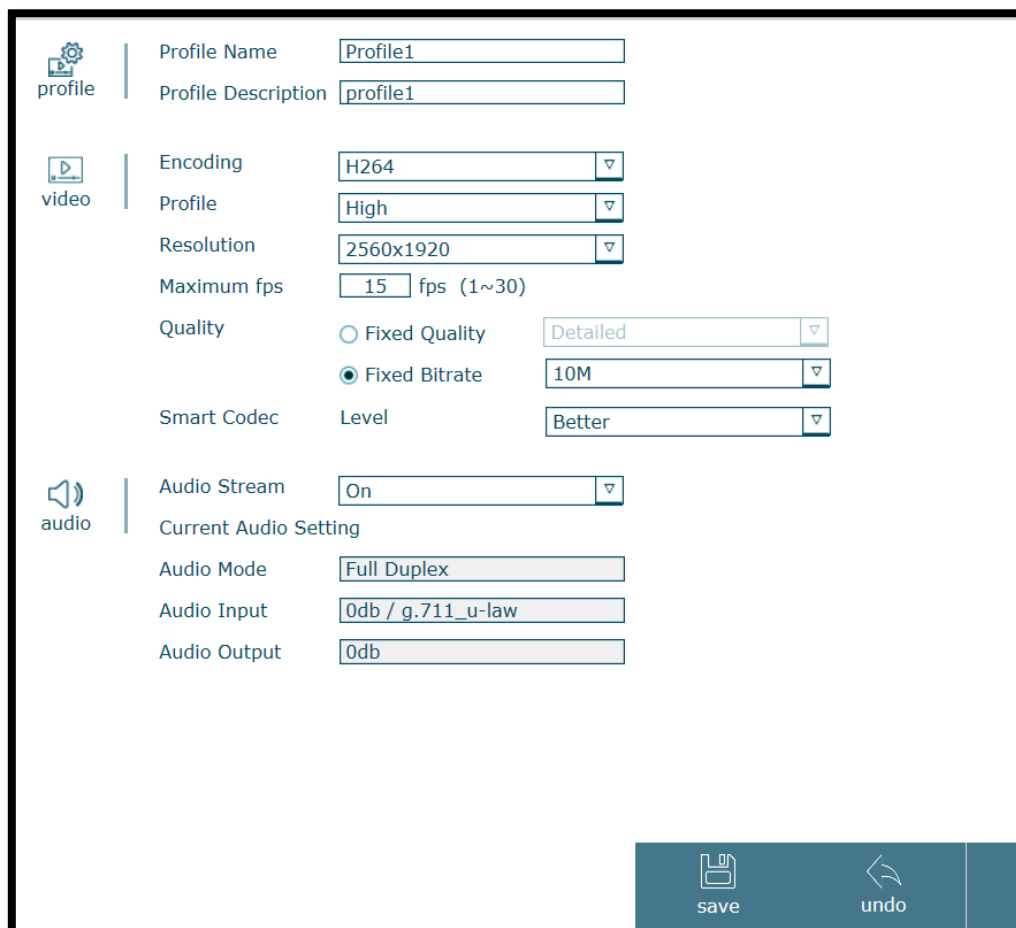 Profile Name Profile1
profile
Profile Description profile1
Encoding H264
video
Profile High
Resolution 2560x1920
Maximum fps 15 fps (1~30)
Quality Fixed Quality Detailed
Fixed Bitrate 10M
Smart Codec Level Better
Audio Stream On
audio
Current Audio Setting
Audio Mode Full Duplex
Audio Input 0db / g.711_u-law
Audio Output 0db
save undo